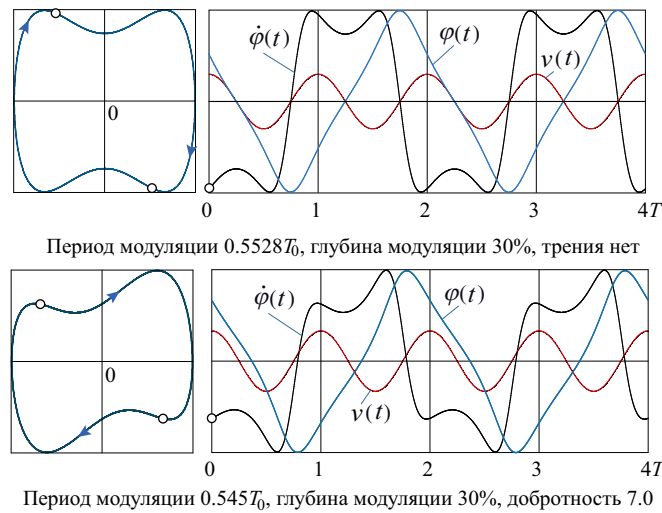 φ̇(t) φ(t) v(t)
0
0 1 2 3 4T
Период модуляции 0.5528T₀, глубина модуляции 30%, трения нет
φ̇(t) φ(t)
0
v(t)
0 1 2 3 4T
Период модуляции 0.545T₀, глубина модуляции 30%, добротность 7.0